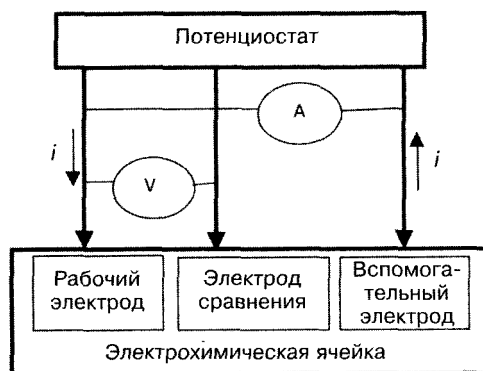 Потенциостат
A
i
i
V
Рабочий
электрод
Электрод
сравнения
Вспомога-
тельный
электрод
Электрохимическая ячейка